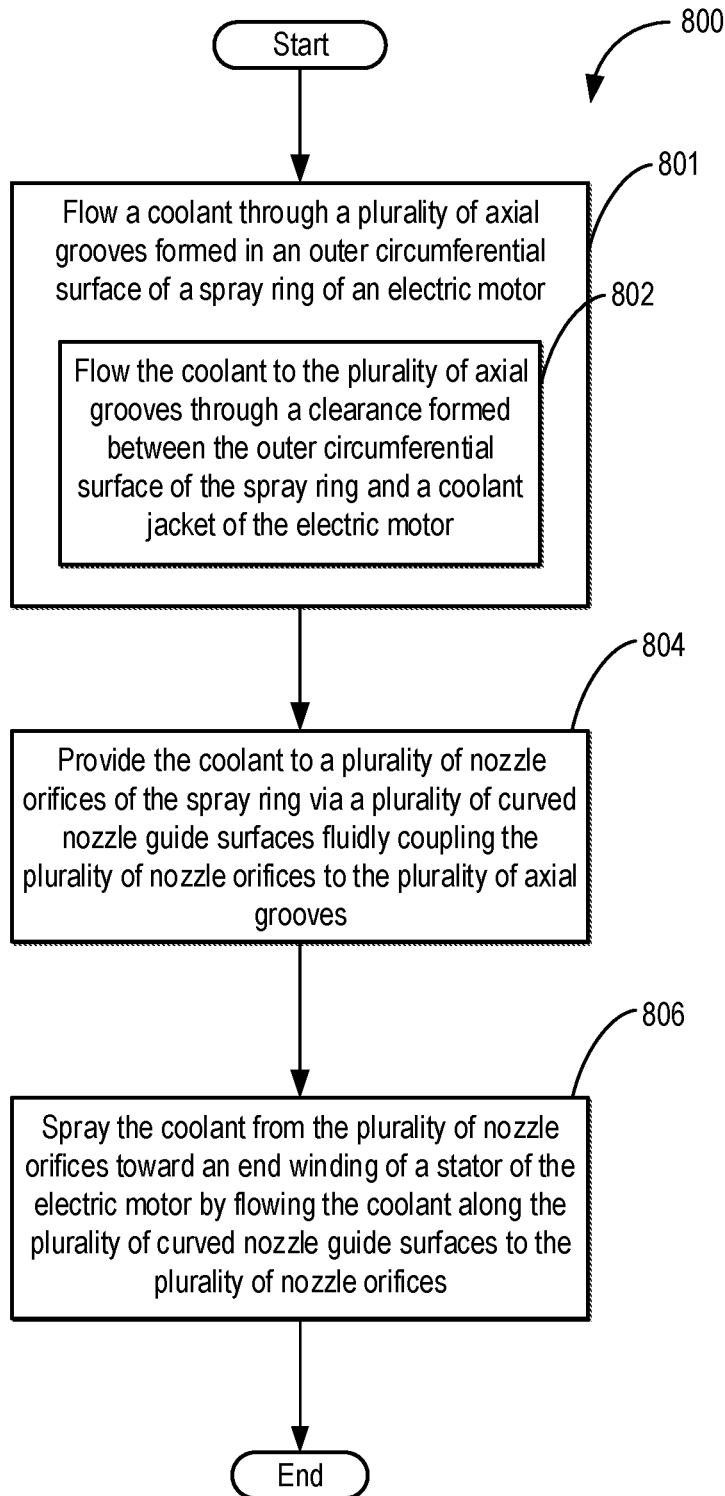 Start
800
801
Flow a coolant through a plurality of axial
grooves formed in an outer circumferential
surface of a spray ring of an electric motor
802
Flow the coolant to the plurality of axial
grooves through a clearance formed
between the outer circumferential
surface of the spray ring and a coolant
jacket of the electric motor
804
Provide the coolant to a plurality of nozzle
orifices of the spray ring via a plurality of curved
nozzle guide surfaces fluidly coupling the
plurality of nozzle orifices to the plurality of axial
grooves
806
Spray the coolant from the plurality of nozzle
orifices toward an end winding of a stator of the
electric motor by flowing the coolant along the
plurality of curved nozzle guide surfaces to the
plurality of nozzle orifices
End